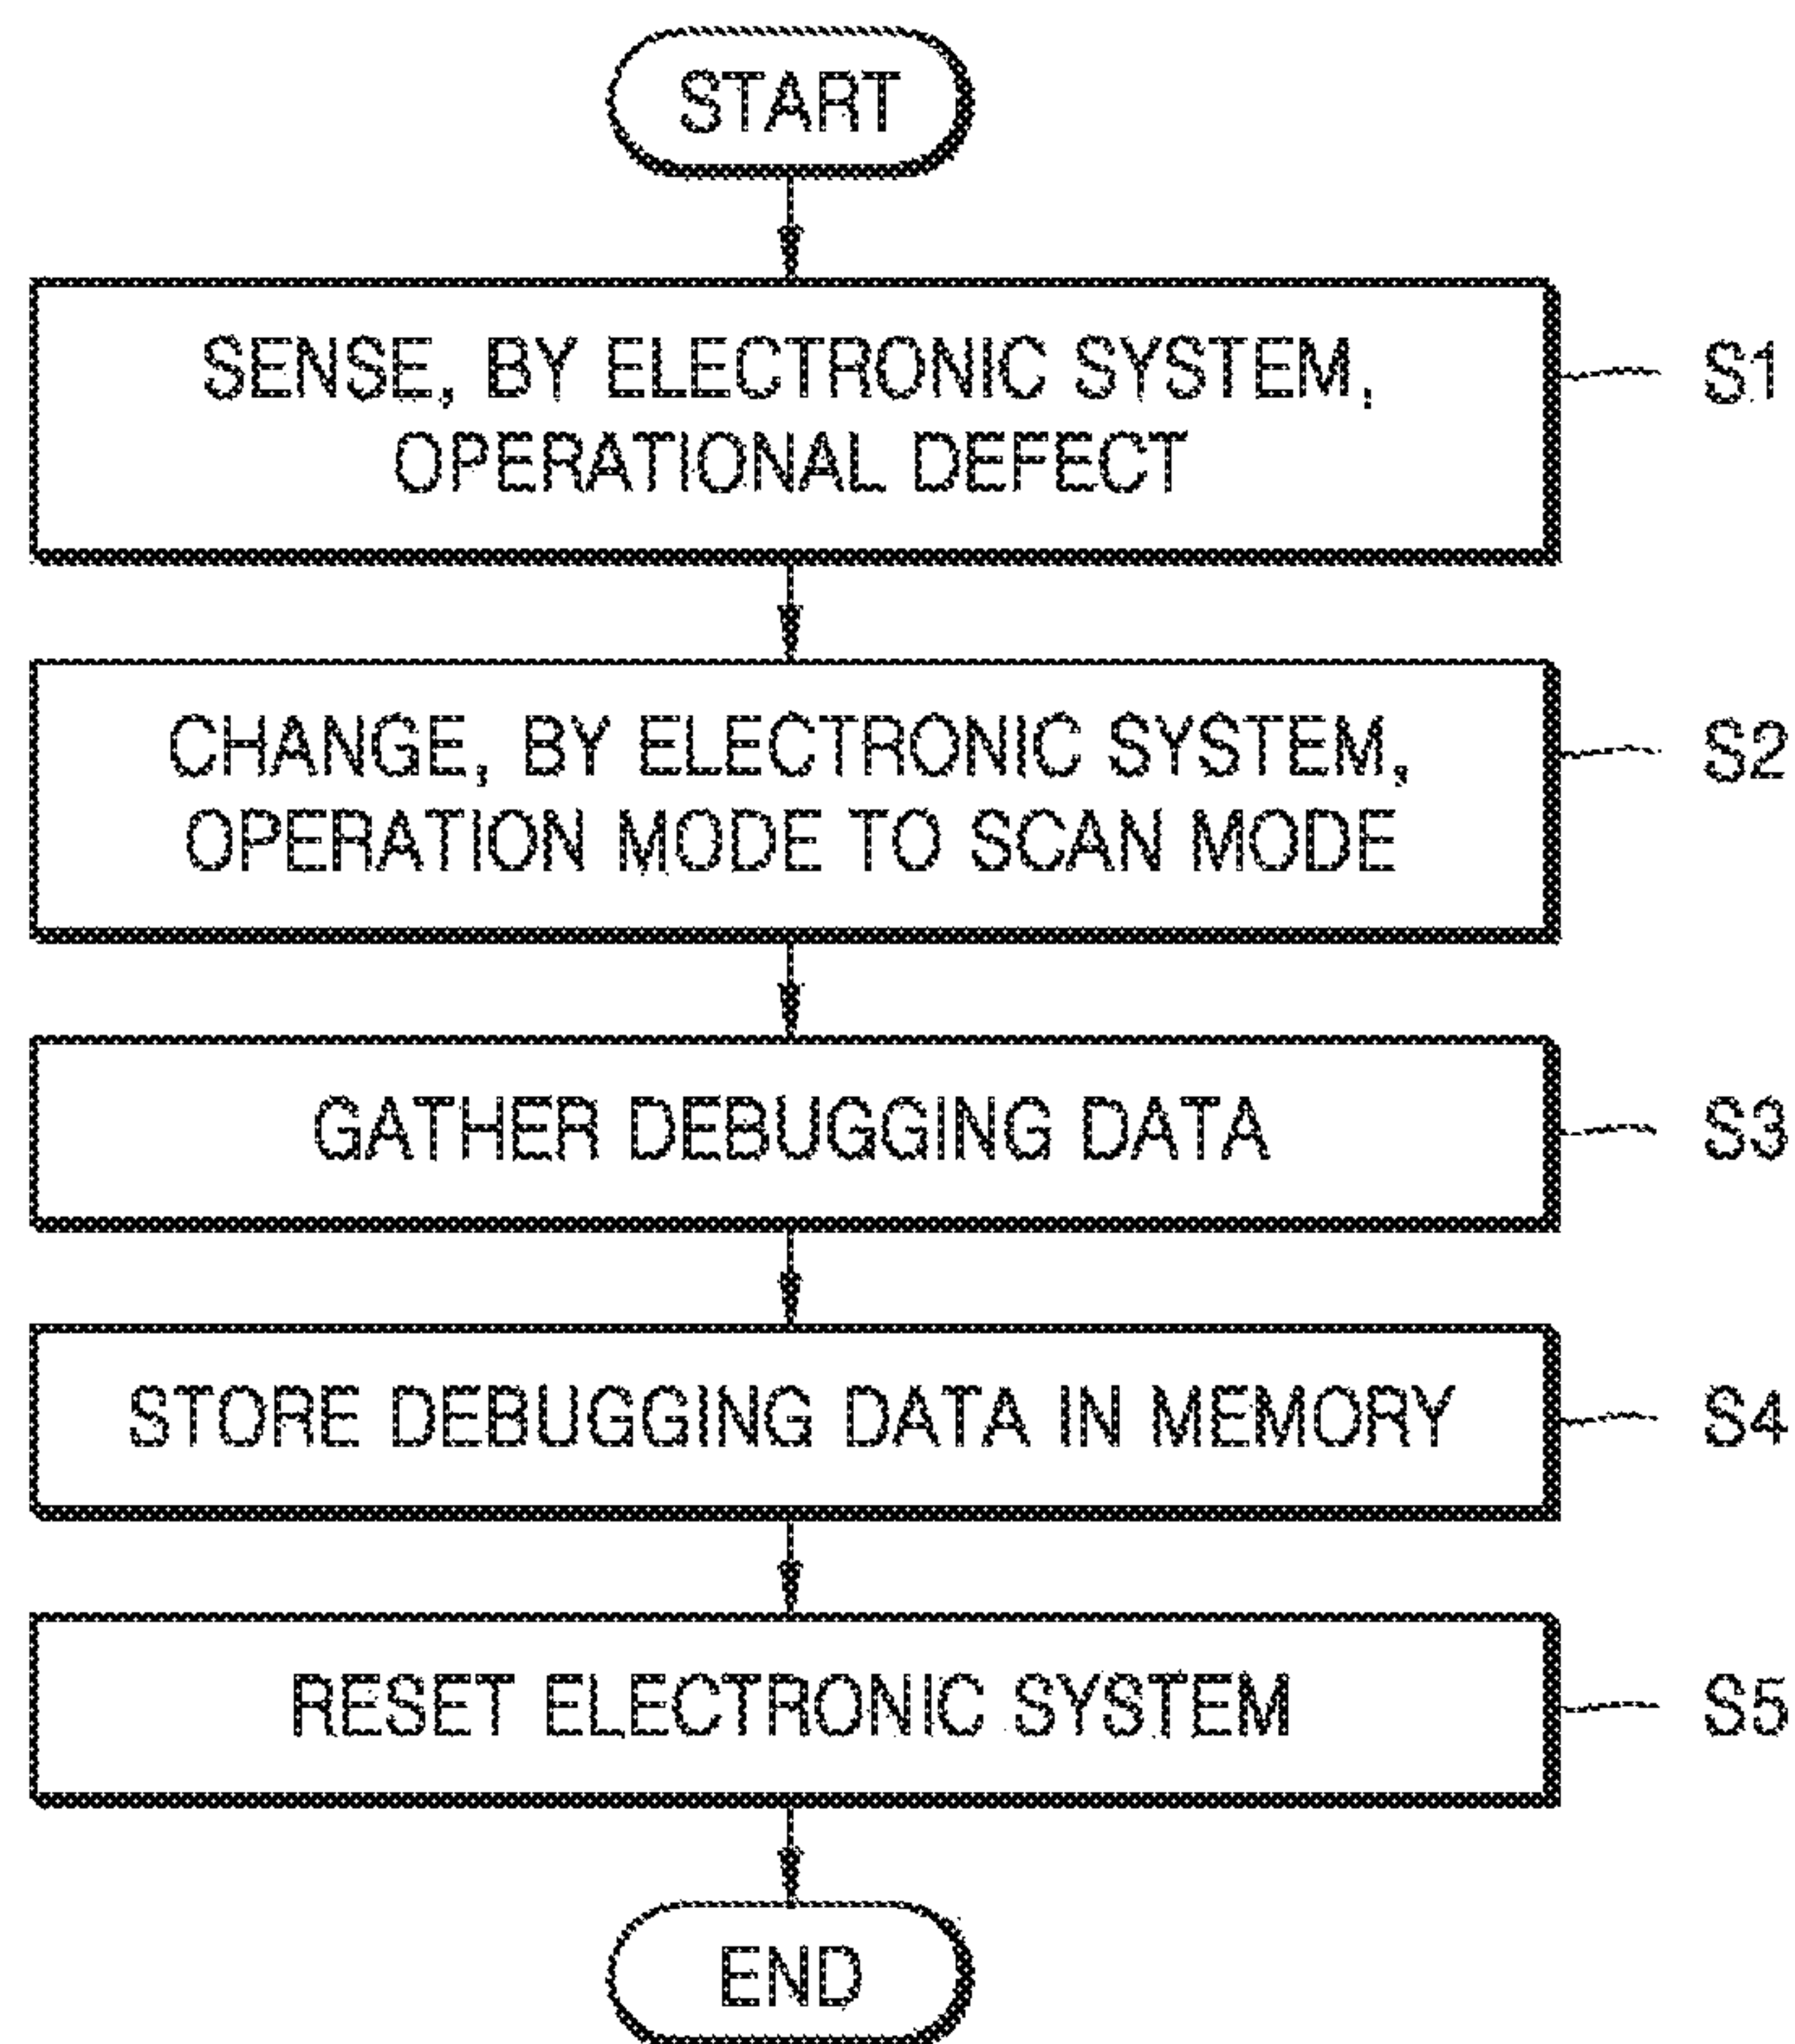 START
SENSE, BY ELECTRONIC SYSTEM,
OPERATIONAL DEFECT
S1
CHANGE, BY ELECTRONIC SYSTEM,
OPERATION MODE TO SCAN MODE
S2
GATHER DEBUGGING DATA
S3
STORE DEBUGGING DATA IN MEMORY
S4
RESET ELECTRONIC SYSTEM
S5
END